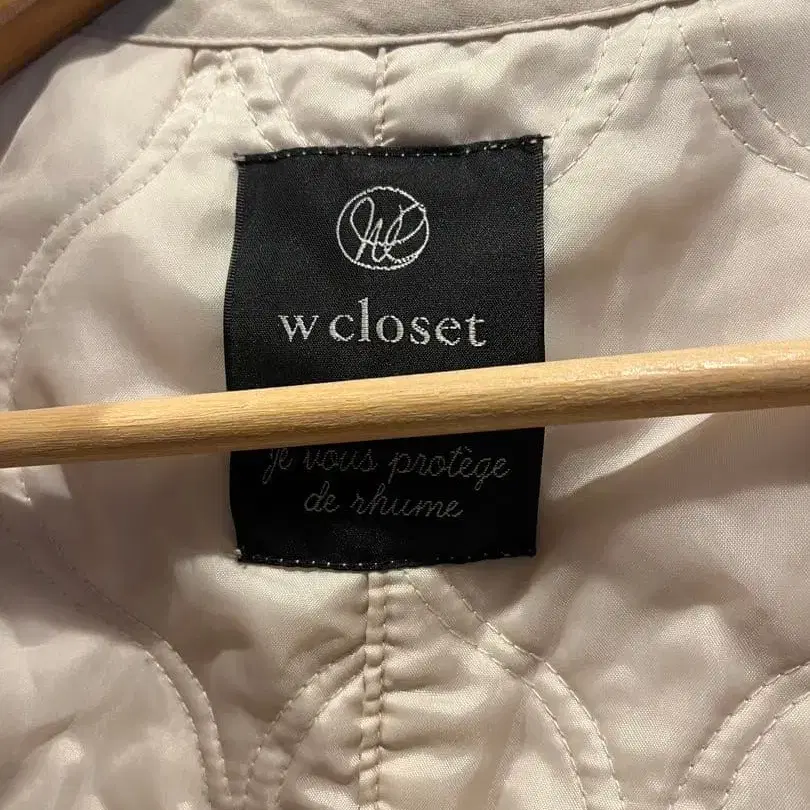 w closet
Je vous protège
de rhume